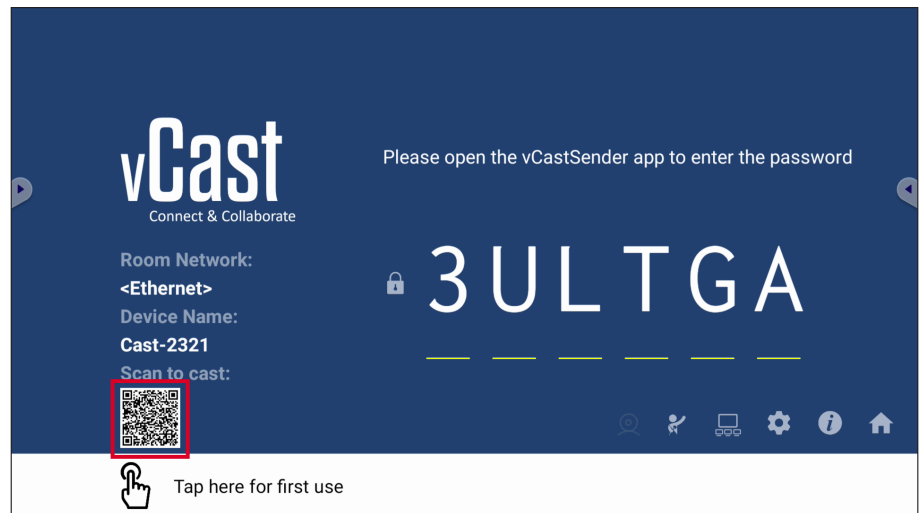 vCast
Connect & Collaborate
Please open the vCastSender app to enter the password
Room Network:
<Ethernet>
Device Name:
Cast-2321
Scan to cast:
3ULTGA
Tap here for first use